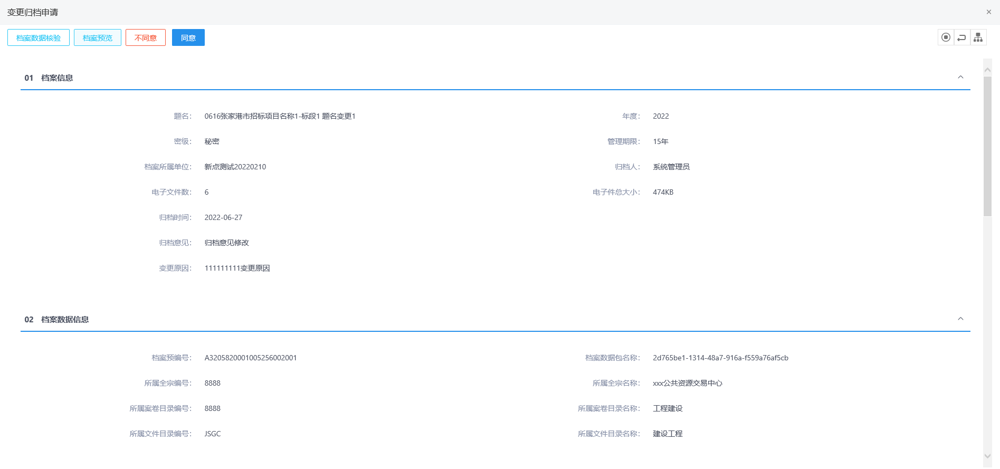 变更归档申请
档案数据核验 档案预览 不同意 同意
01 档案信息
题名： 0616张家港市招标项目名称1-标段1 题名变更1 年度： 2022
密级： 秘密 管理期限： 15年
档案所属单位： 新点测试20220210 归档人： 系统管理员
电子文件数： 6 电子件总大小： 474KB
归档时间： 2022-06-27
归档意见： 归档意见修改
变更原因： 111111111变更原因
02 档案数据信息
档案预编号： A3205820001005256002001 档案数据包名称： 2d765be1-1314-48a7-916a-f559a76af5cb
所属全宗编号： 8888 所属全宗名称： xxx公共资源交易中心
所属案卷目录编号： 8888 所属案卷目录名称： 工程建设
所属文件目录编号： JSGC 所属文件目录名称： 建设工程